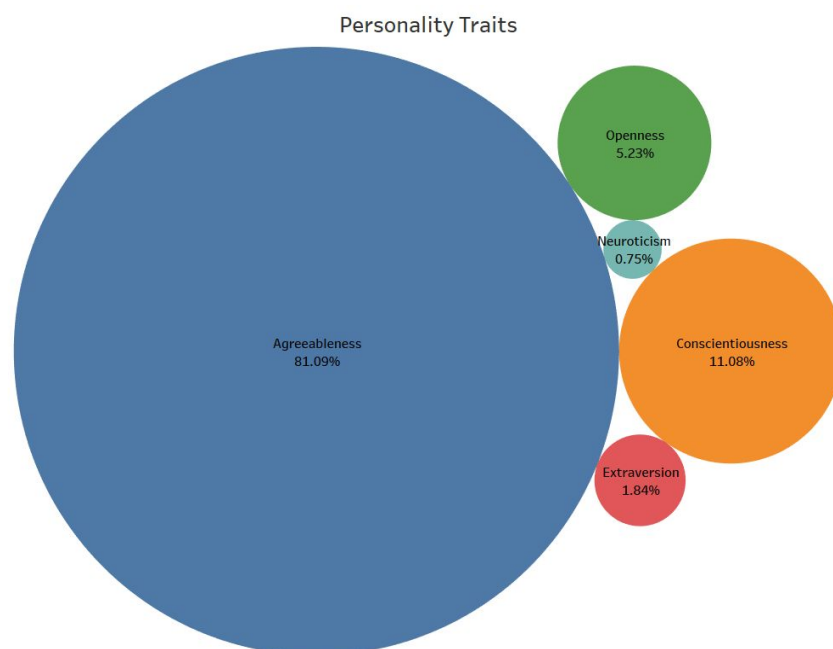 Personality Traits
Openness
5.23%
Neuroticism
0.75%
Agreeableness
81.09%
Conscientiousness
11.08%
Extraversion
1.84%